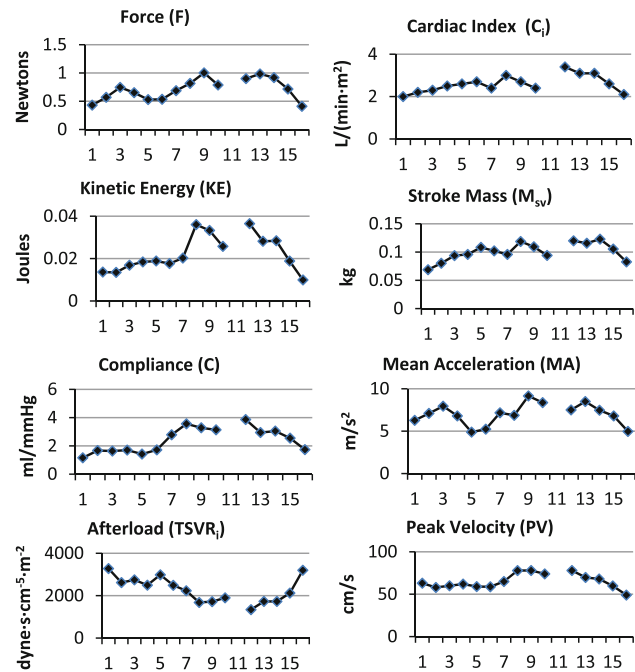 Force (F)
Newtons
1.5
1
0.5
0
1 3 5 7 9 11 13 15
Cardiac Index (Ci)
L/(min·m²)
4
2
0
1 3 5 7 9 11 13 15
Kinetic Energy (KE)
Joules
0.04
0.02
0
1 3 5 7 9 11 13 15
Stroke Mass (Msv)
kg
0.2
0.15
0.1
0.05
0
1 3 5 7 9 11 13 15
Compliance (C)
ml/mmHg
6
4
2
0
1 3 5 7 9 11 13 15
Mean Acceleration (MA)
m/s²
10
5
0
1 3 5 7 9 11 13 15
Afterload (TSVRi)
dyne·s·cm⁻⁵·m⁻²
4000
2000
0
1 3 5 7 9 11 13 15
Peak Velocity (PV)
cm/s
100
50
0
1 3 5 7 9 11 13 15